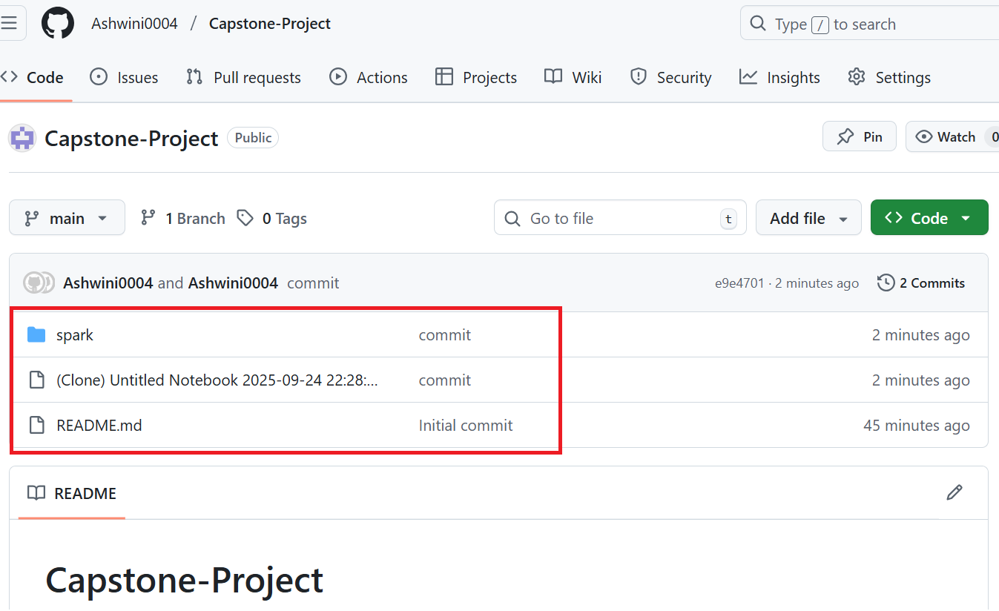 Ashwini0004 / Capstone-Project Type / to search
Code Issues Pull requests Actions Projects Wiki Security Insights Settings
Capstone-Project Public Pin Watch 0
main 1 Branch 0 Tags Go to file t Add file Code
Ashwini0004 and Ashwini0004 commit e9e4701 · 2 minutes ago 2 Commits
spark commit 2 minutes ago
(Clone) Untitled Notebook 2025-09-24 22:28:... commit 2 minutes ago
README.md Initial commit 45 minutes ago
README
Capstone-Project